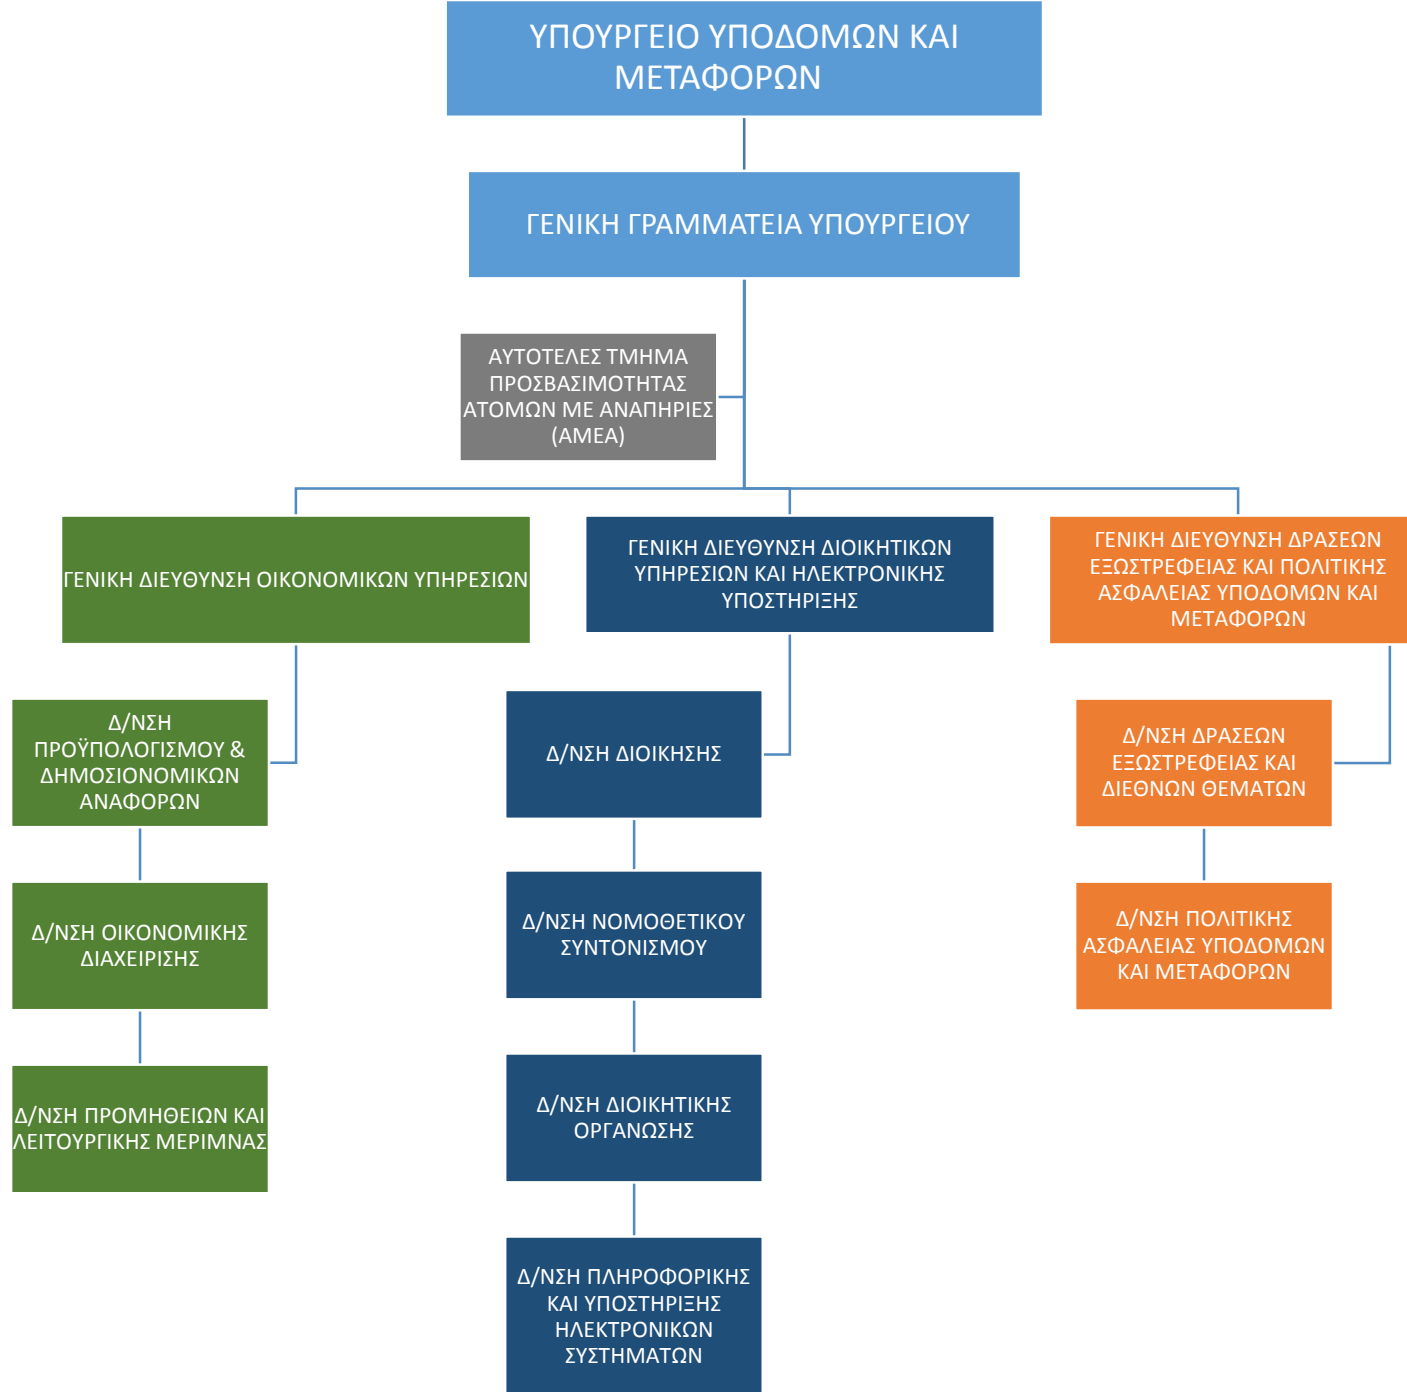 ΥΠΟΥΡΓΕΙΟ ΥΠΟΔΟΜΩΝ ΚΑΙ
ΜΕΤΑΦΟΡΩΝ
ΓΕΝΙΚΗ ΓΡΑΜΜΑΤΕΙΑ ΥΠΟΥΡΓΕΙΟΥ
ΑΥΤΟΤΕΛΕΣ ΤΜΗΜΑ
ΠΡΟΣΒΑΣΙΜΟΤΗΤΑΣ
ΑΤΟΜΩΝ ΜΕ ΑΝΑΠΗΡΙΕΣ
(ΑΜΕΑ)
ΓΕΝΙΚΗ ΔΙΕΥΘΥΝΣΗ ΟΙΚΟΝΟΜΙΚΩΝ ΥΠΗΡΕΣΙΩΝ
Δ/ΝΣΗ
ΠΡΟΫΠΟΛΟΓΙΣΜΟΥ &
ΔΗΜΟΣΙΟΝΟΜΙΚΩΝ
ΑΝΑΦΟΡΩΝ
Δ/ΝΣΗ ΟΙΚΟΝΟΜΙΚΗΣ
ΔΙΑΧΕΙΡΙΣΗΣ
Δ/ΝΣΗ ΠΡΟΜΗΘΕΙΩΝ ΚΑΙ
ΛΕΙΤΟΥΡΓΙΚΗΣ ΜΕΡΙΜΝΑΣ
ΓΕΝΙΚΗ ΔΙΕΥΘΥΝΣΗ ΔΙΟΙΚΗΤΙΚΩΝ
ΥΠΗΡΕΣΙΩΝ ΚΑΙ ΗΛΕΚΤΡΟΝΙΚΗΣ
ΥΠΟΣΤΗΡΙΞΗΣ
Δ/ΝΣΗ ΔΙΟΙΚΗΣΗΣ
Δ/ΝΣΗ ΝΟΜΟΘΕΤΙΚΟΥ
ΣΥΝΤΟΝΙΣΜΟΥ
Δ/ΝΣΗ ΔΙΟΙΚΗΤΙΚΗΣ
ΟΡΓΑΝΩΣΗΣ
Δ/ΝΣΗ ΠΛΗΡΟΦΟΡΙΚΗΣ
ΚΑΙ ΥΠΟΣΤΗΡΙΞΗΣ
ΗΛΕΚΤΡΟΝΙΚΩΝ
ΣΥΣΤΗΜΑΤΩΝ
ΓΕΝΙΚΗ ΔΙΕΥΘΥΝΣΗ ΔΡΑΣΕΩΝ
ΕΞΩΣΤΡΕΦΕΙΑΣ ΚΑΙ ΠΟΛΙΤΙΚΗΣ
ΑΣΦΑΛΕΙΑΣ ΥΠΟΔΟΜΩΝ ΚΑΙ
ΜΕΤΑΦΟΡΩΝ
Δ/ΝΣΗ ΔΡΑΣΕΩΝ
ΕΞΩΣΤΡΕΦΕΙΑΣ ΚΑΙ
ΔΙΕΘΝΩΝ ΘΕΜΑΤΩΝ
Δ/ΝΣΗ ΠΟΛΙΤΙΚΗΣ
ΑΣΦΑΛΕΙΑΣ ΥΠΟΔΟΜΩΝ
ΚΑΙ ΜΕΤΑΦΟΡΩΝ